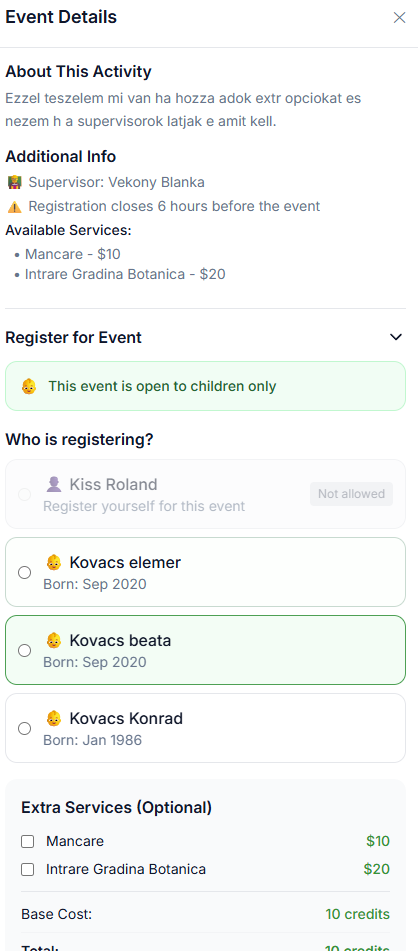 Event Details
About This Activity
Ezzel teszelem mi van ha hozza adok extr opciokat es
nezem h a supervisorok latjak e amit kell.
Additional Info
Supervisor: Vekony Blanka
Registration closes 6 hours before the event
Available Services:
• Mancare - $10
• Intrare Gradina Botanica - $20
Register for Event
This event is open to children only
Who is registering?
Kiss Roland
Register yourself for this event
Not allowed
Kovacs elemer
Born: Sep 2020
Kovacs beata
Born: Sep 2020
Kovacs Konrad
Born: Jan 1986
Extra Services (Optional)
Mancare $10
Intrare Gradina Botanica $20
Base Cost: 10 credits
Total: 10 credits